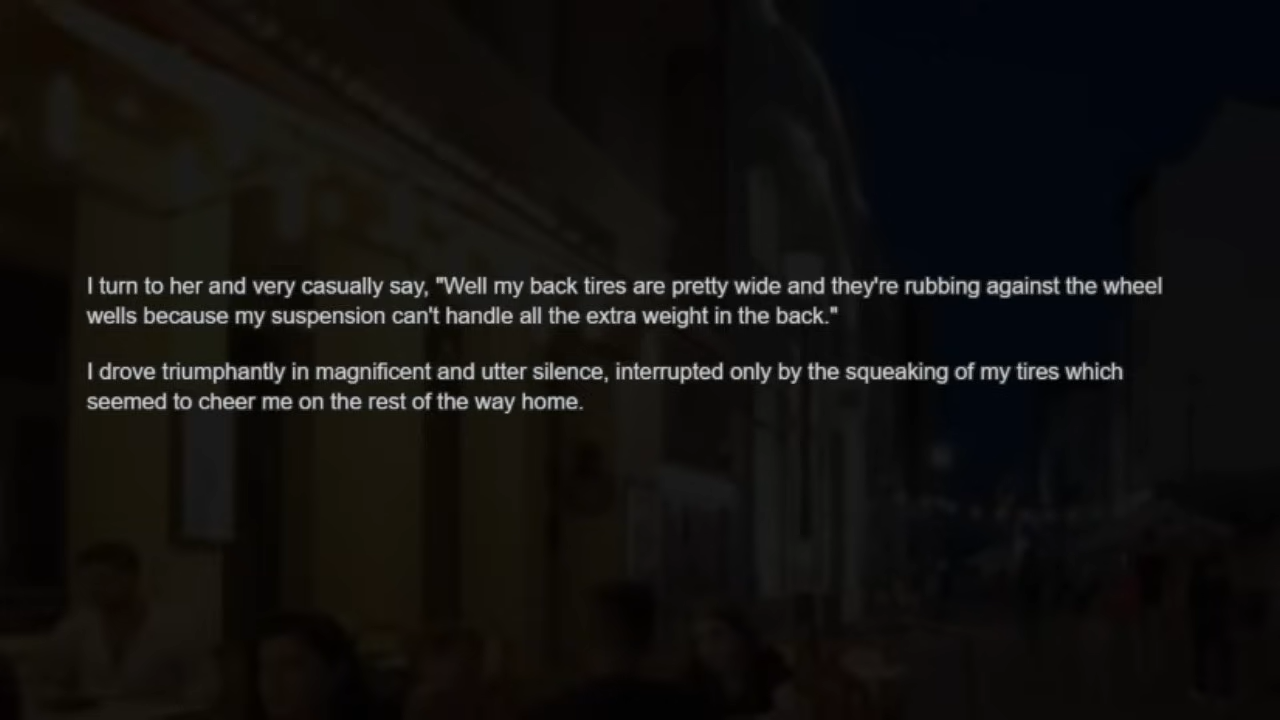 I turn to her and very casually say, "Well my back tires are pretty wide and they're rubbing against the wheel
wells because my suspension can't handle all the extra weight in the back."
I drove triumphantly in magnificent and utter silence, interrupted only by the squeaking of my tires which
seemed to cheer me on the rest of the way home.